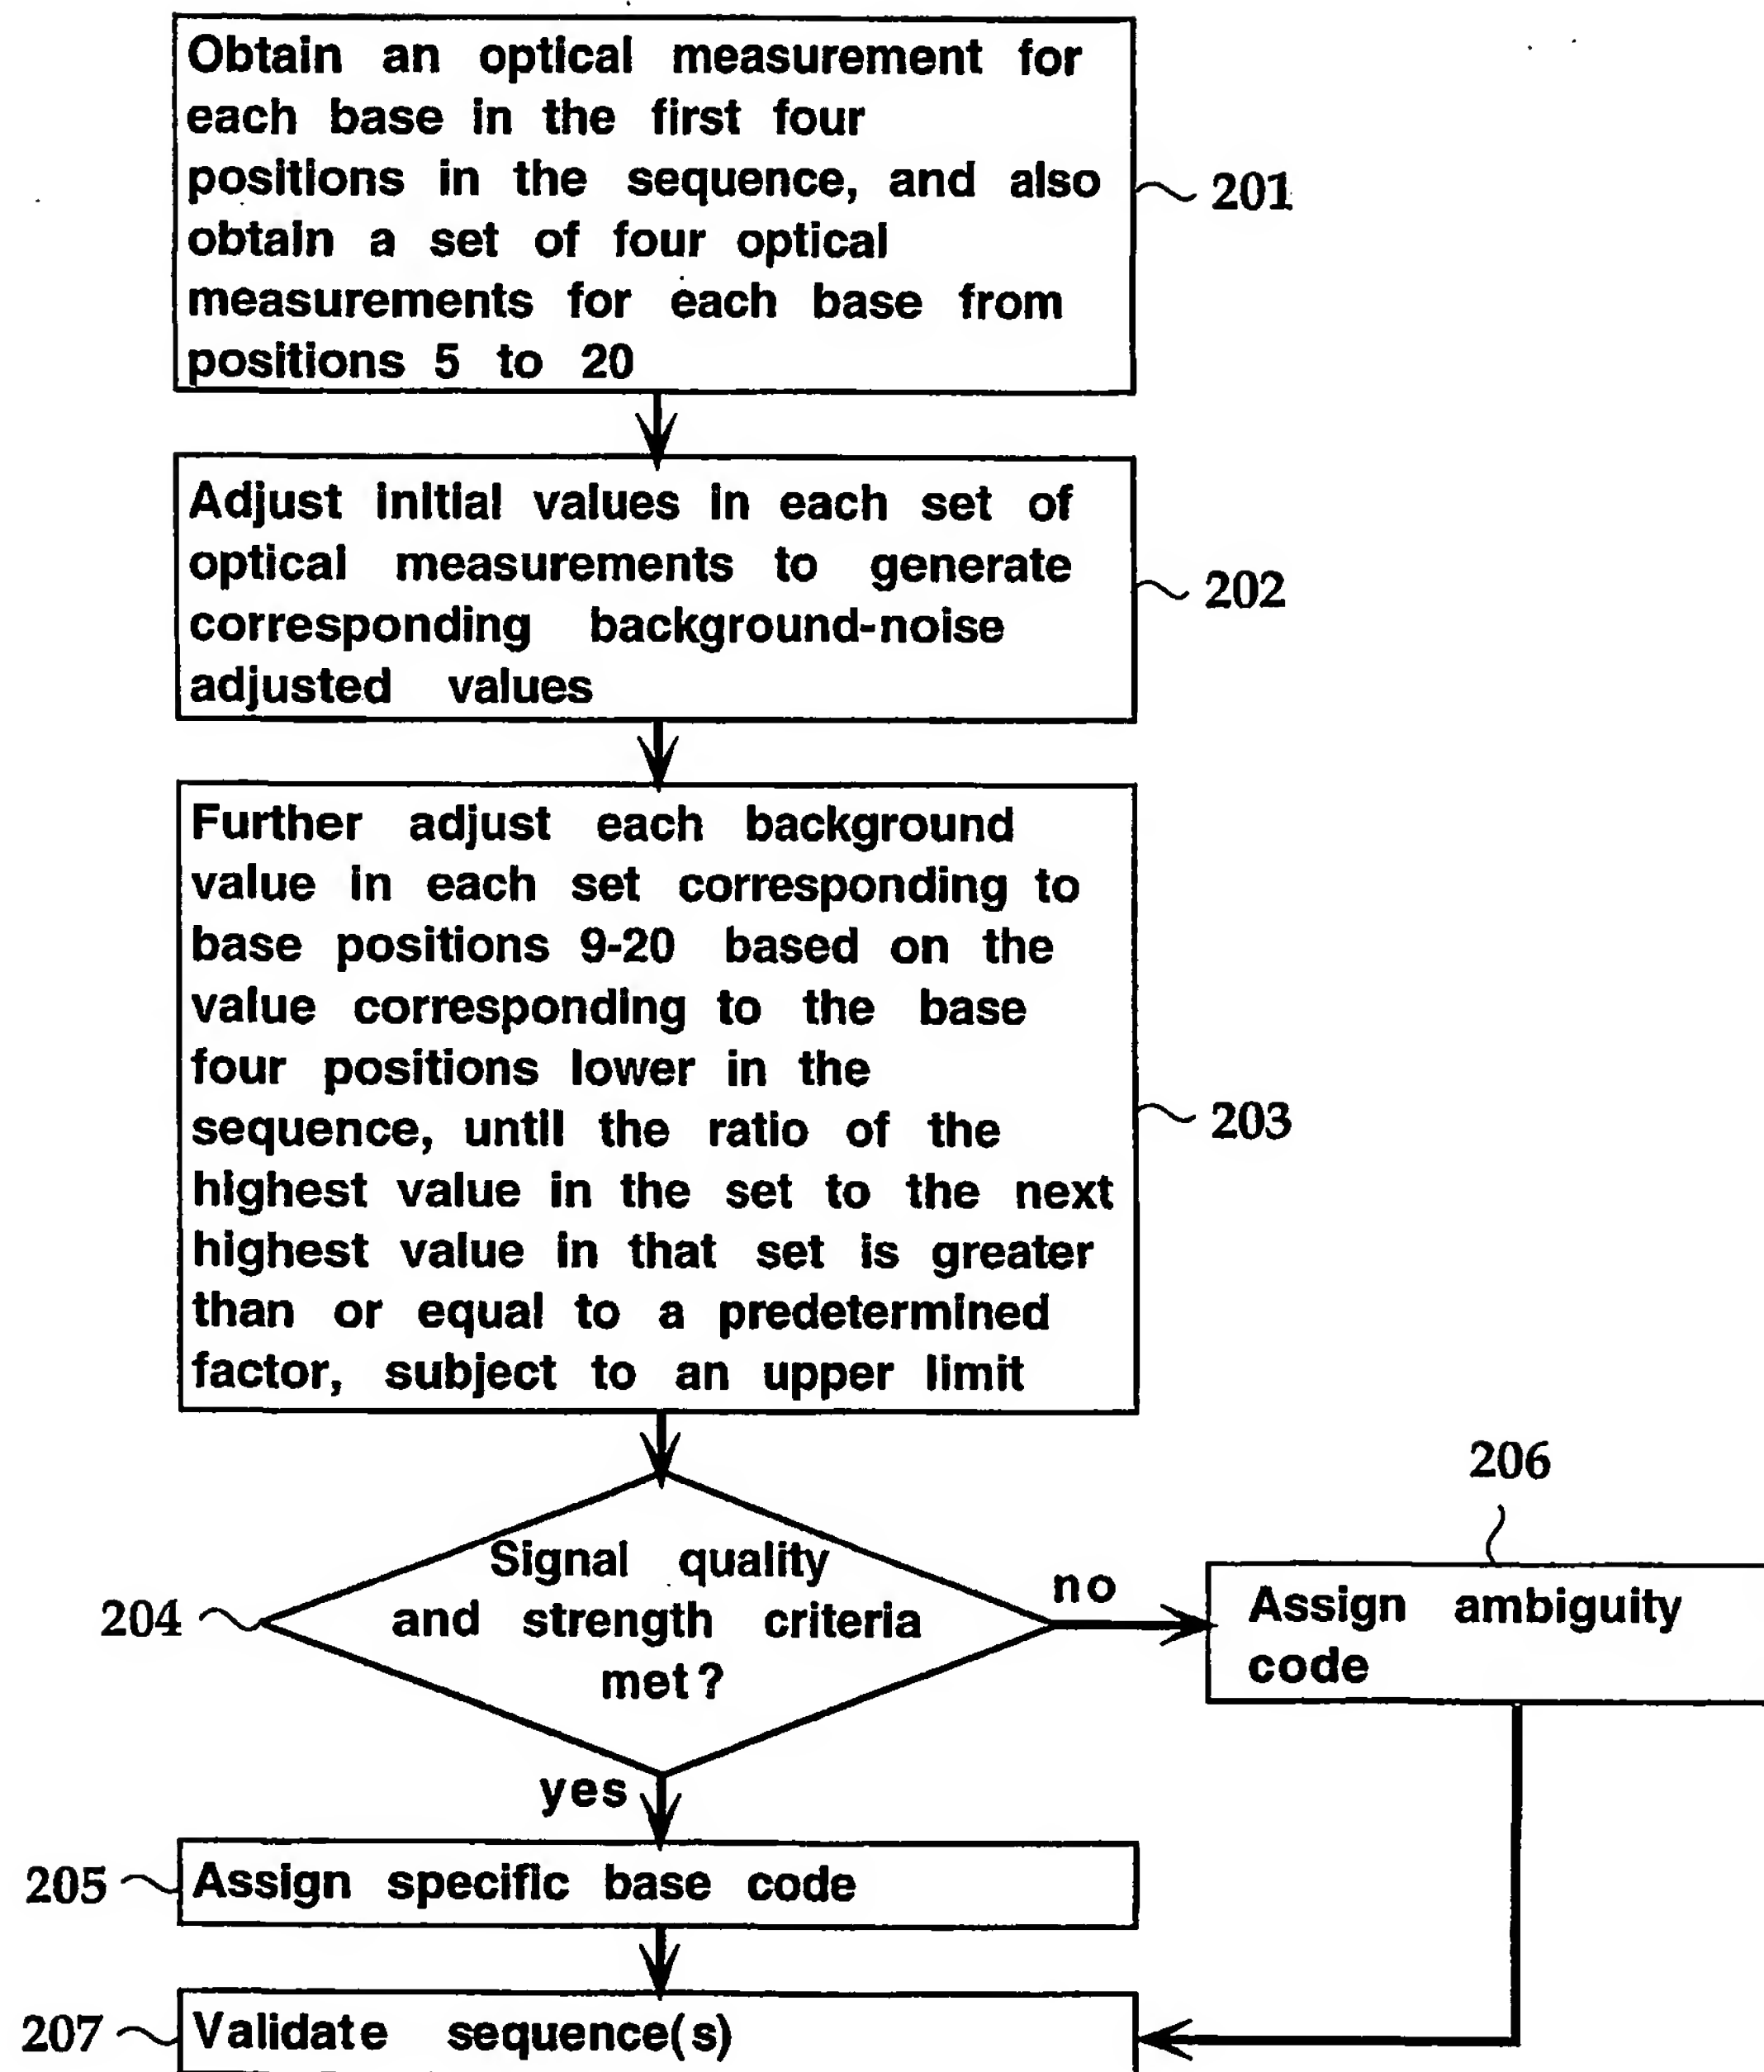 Obtain an optical measurement for
each base in the first four
positions in the sequence, and also
obtain a set of four optical
measurements for each base from
positions 5 to 20
201
Adjust initial values in each set of
optical measurements to generate
corresponding background-noise
adjusted values
202
Further adjust each background
value in each set corresponding to
base positions 9-20 based on the
value corresponding to the base
four positions lower in the
sequence, until the ratio of the
highest value in the set to the next
highest value in that set is greater
than or equal to a predetermined
factor, subject to an upper limit
203
Signal quality
and strength criteria
met?
204
no
206
Assign ambiguity
code
yes
205
Assign specific base code
207
Validate sequence(s)